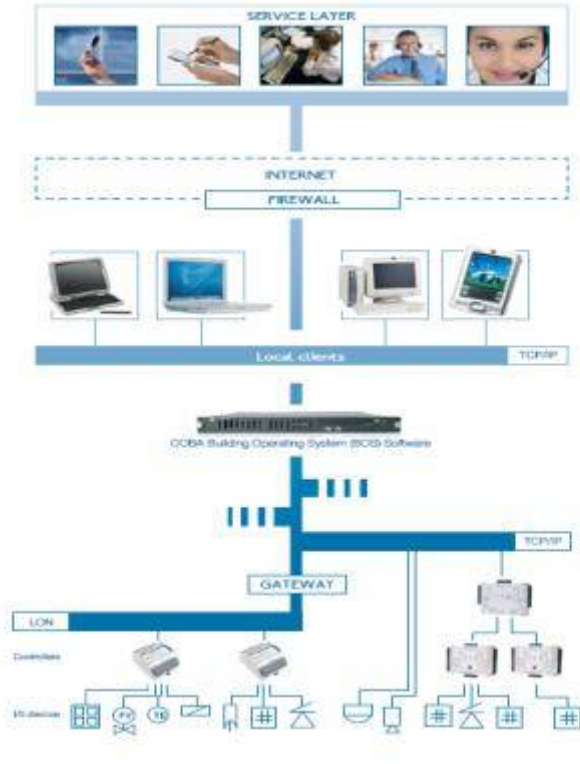 SERVICE LAYER
INTERNET
FIREWALL
Local clients
TCP/IP
COBA Building Operating System (BOS) Software
TCP/IP
GATEWAY
LON
Controllers
I/O devices
#
# #
#